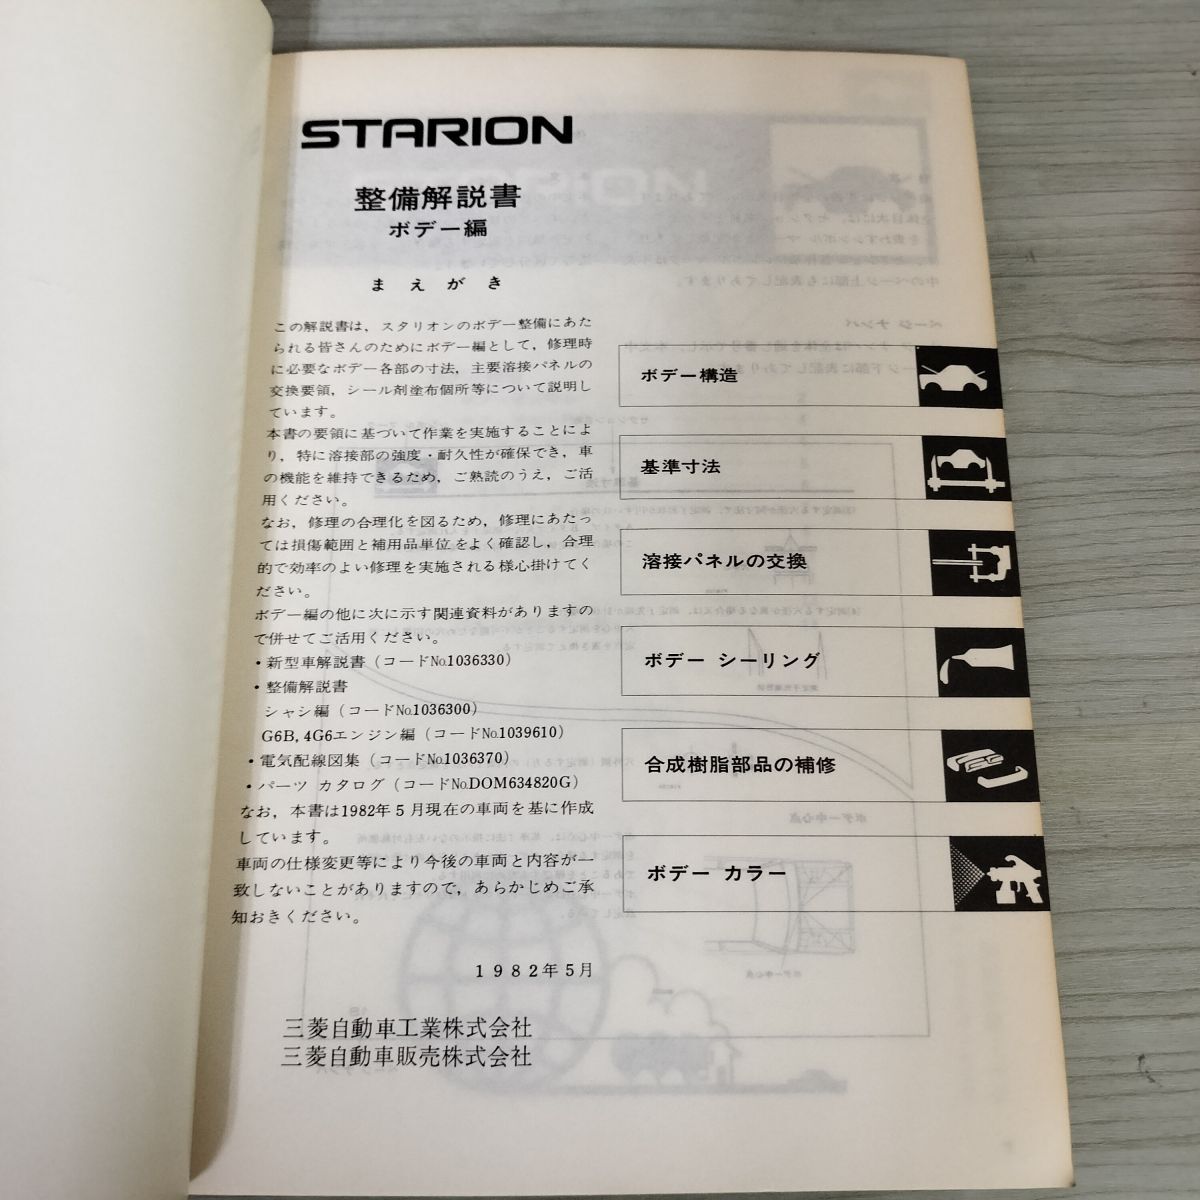 STARION
整備解説書
ボデー編
まえがき
この解説書は，スタリオンのボデー整備にあた
られる皆さんのためにボデー編として，修理時
に必要なボデー各部の寸法，主要溶接パネルの
交換要領，シール剤塗布個所等について説明し
ています。
本書の要領に基づいて作業を実施することによ
り，特に溶接部の強度・耐久性が確保でき，車
の機能を維持できるため，ご熟読のうえ，ご活
用ください。
なお，修理の合理化を図るため，修理にあたっ
ては損傷範囲と補用品単位をよく確認し，合理
的で効率のよい修理を実施される様心掛けてく
ださい。
ボデー編の他に次に示す関連資料がありますの
で併せてご活用ください。
・新型車解説書（コードNo.1036330）
・整備解説書
シャシ編（コードNo.1036300）
G6B, 4G6エンジン編（コードNo.1039610）
・電気配線図集（コードNo.1036370）
・パーツ カタログ（コードNo.DOM634820G）
なお，本書は1982年5月現在の車両を基に作成
しています。
車両の仕様変更等により今後の車両と内容が一
致しないことがありますので，あらかじめご承
知おきください。
1982年5月
三菱自動車工業株式会社
三菱自動車販売株式会社
ボデー構造
基準寸法
溶接パネルの交換
ボデー シーリング
合成樹脂部品の補修
ボデー カラー